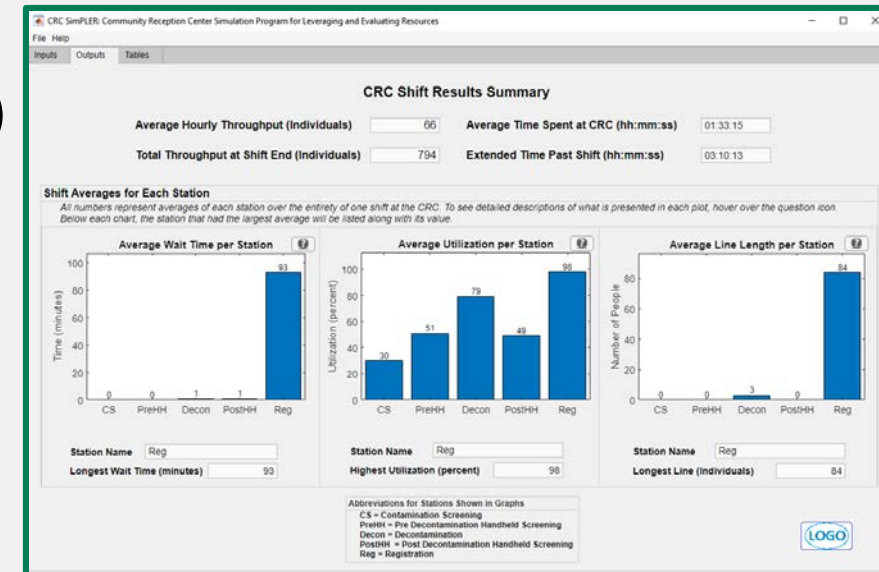 )
CRC SimPLER: Community Reception Center Simulation Program for Leveraging and Evaluating Resources
File Help
Inputs Outputs Tables
CRC Shift Results Summary
Average Hourly Throughput (Individuals) 66 Average Time Spent at CRC (hh:mm:ss) 01:33:15
Total Throughput at Shift End (Individuals) 794 Extended Time Past Shift (hh:mm:ss) 03:10:13
Shift Averages for Each Station
All numbers represent averages of each station over the entirety of one shift at the CRC. To see detailed descriptions of what is presented in each plot, hover over the question icon.
Below each chart, the station that had the largest average will be listed along with its value.
Average Wait Time per Station ?
100
80
60
40
20
0
Time (minutes)
0 0 1 1 93
CS PreHH Decon PostHH Reg
Station Name Reg
Longest Wait Time (minutes) 93
Average Utilization per Station ?
100
80
60
40
20
0
Utilization (percent)
30 51 79 49 98
CS PreHH Decon PostHH Reg
Station Name Reg
Highest Utilization (percent) 98
Average Line Length per Station ?
80
60
40
20
0
Number of People
0 0 3 0 84
CS PreHH Decon PostHH Reg
Station Name Reg
Longest Line (Individuals) 84
Abbreviations for Stations Shown in Graphs
CS = Contamination Screening
PreHH = Pre Decontamination Handheld Screening
Decon = Decontamination
PostHH = Post Decontamination Handheld Screening
Reg = Registration
LOGO